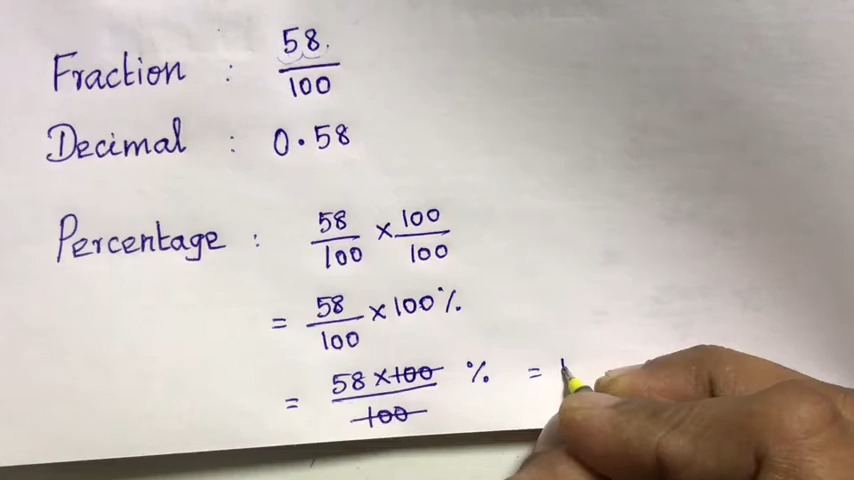 Fraction : 58/100
Decimal : 0.58
Percentage : 58/100 × 100/100
= 58/100 × 100%
= 58 × 100/100 % =